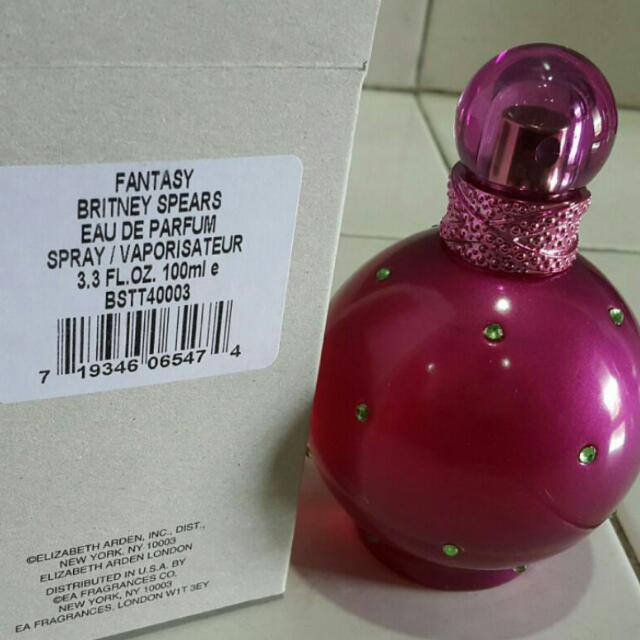 FANTASY
BRITNEY SPEARS
EAU DE PARFUM
SPRAY / VAPORISATEUR
3.3 FL.OZ. 100ml e
BSTT40003
7 19346 06547 4
©ELIZABETH ARDEN, INC., DIST.,
NEW YORK, NY 10003
ELIZABETH ARDEN LONDON
DISTRIBUTED IN U.S.A. BY
©EA FRAGRANCES CO.
NEW YORK, NY 10003
EA FRAGRANCES, LONDON W1T 3EY